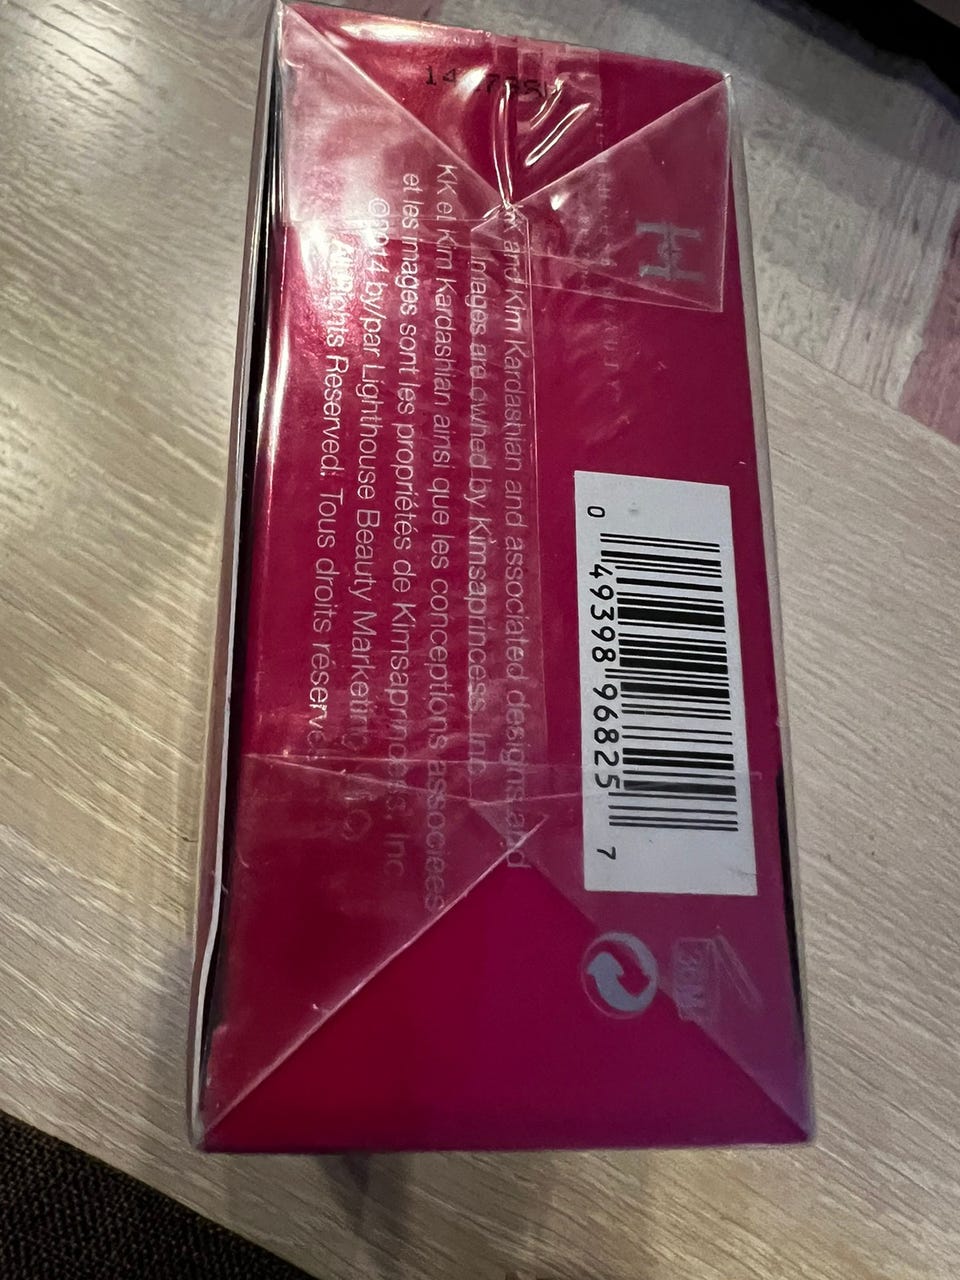 KK and Kim Kardashian and associated designs and
images are owned by Kimsaprincess, Inc
KK et Kim Kardashian ainsi que les conceptions associées
et les images sont les propriétés de Kimsaprincess, Inc.
©2014 by/par Lighthouse Beauty Marketing
All Rights Reserved. Tous droits réservé
0 49398 96825 7